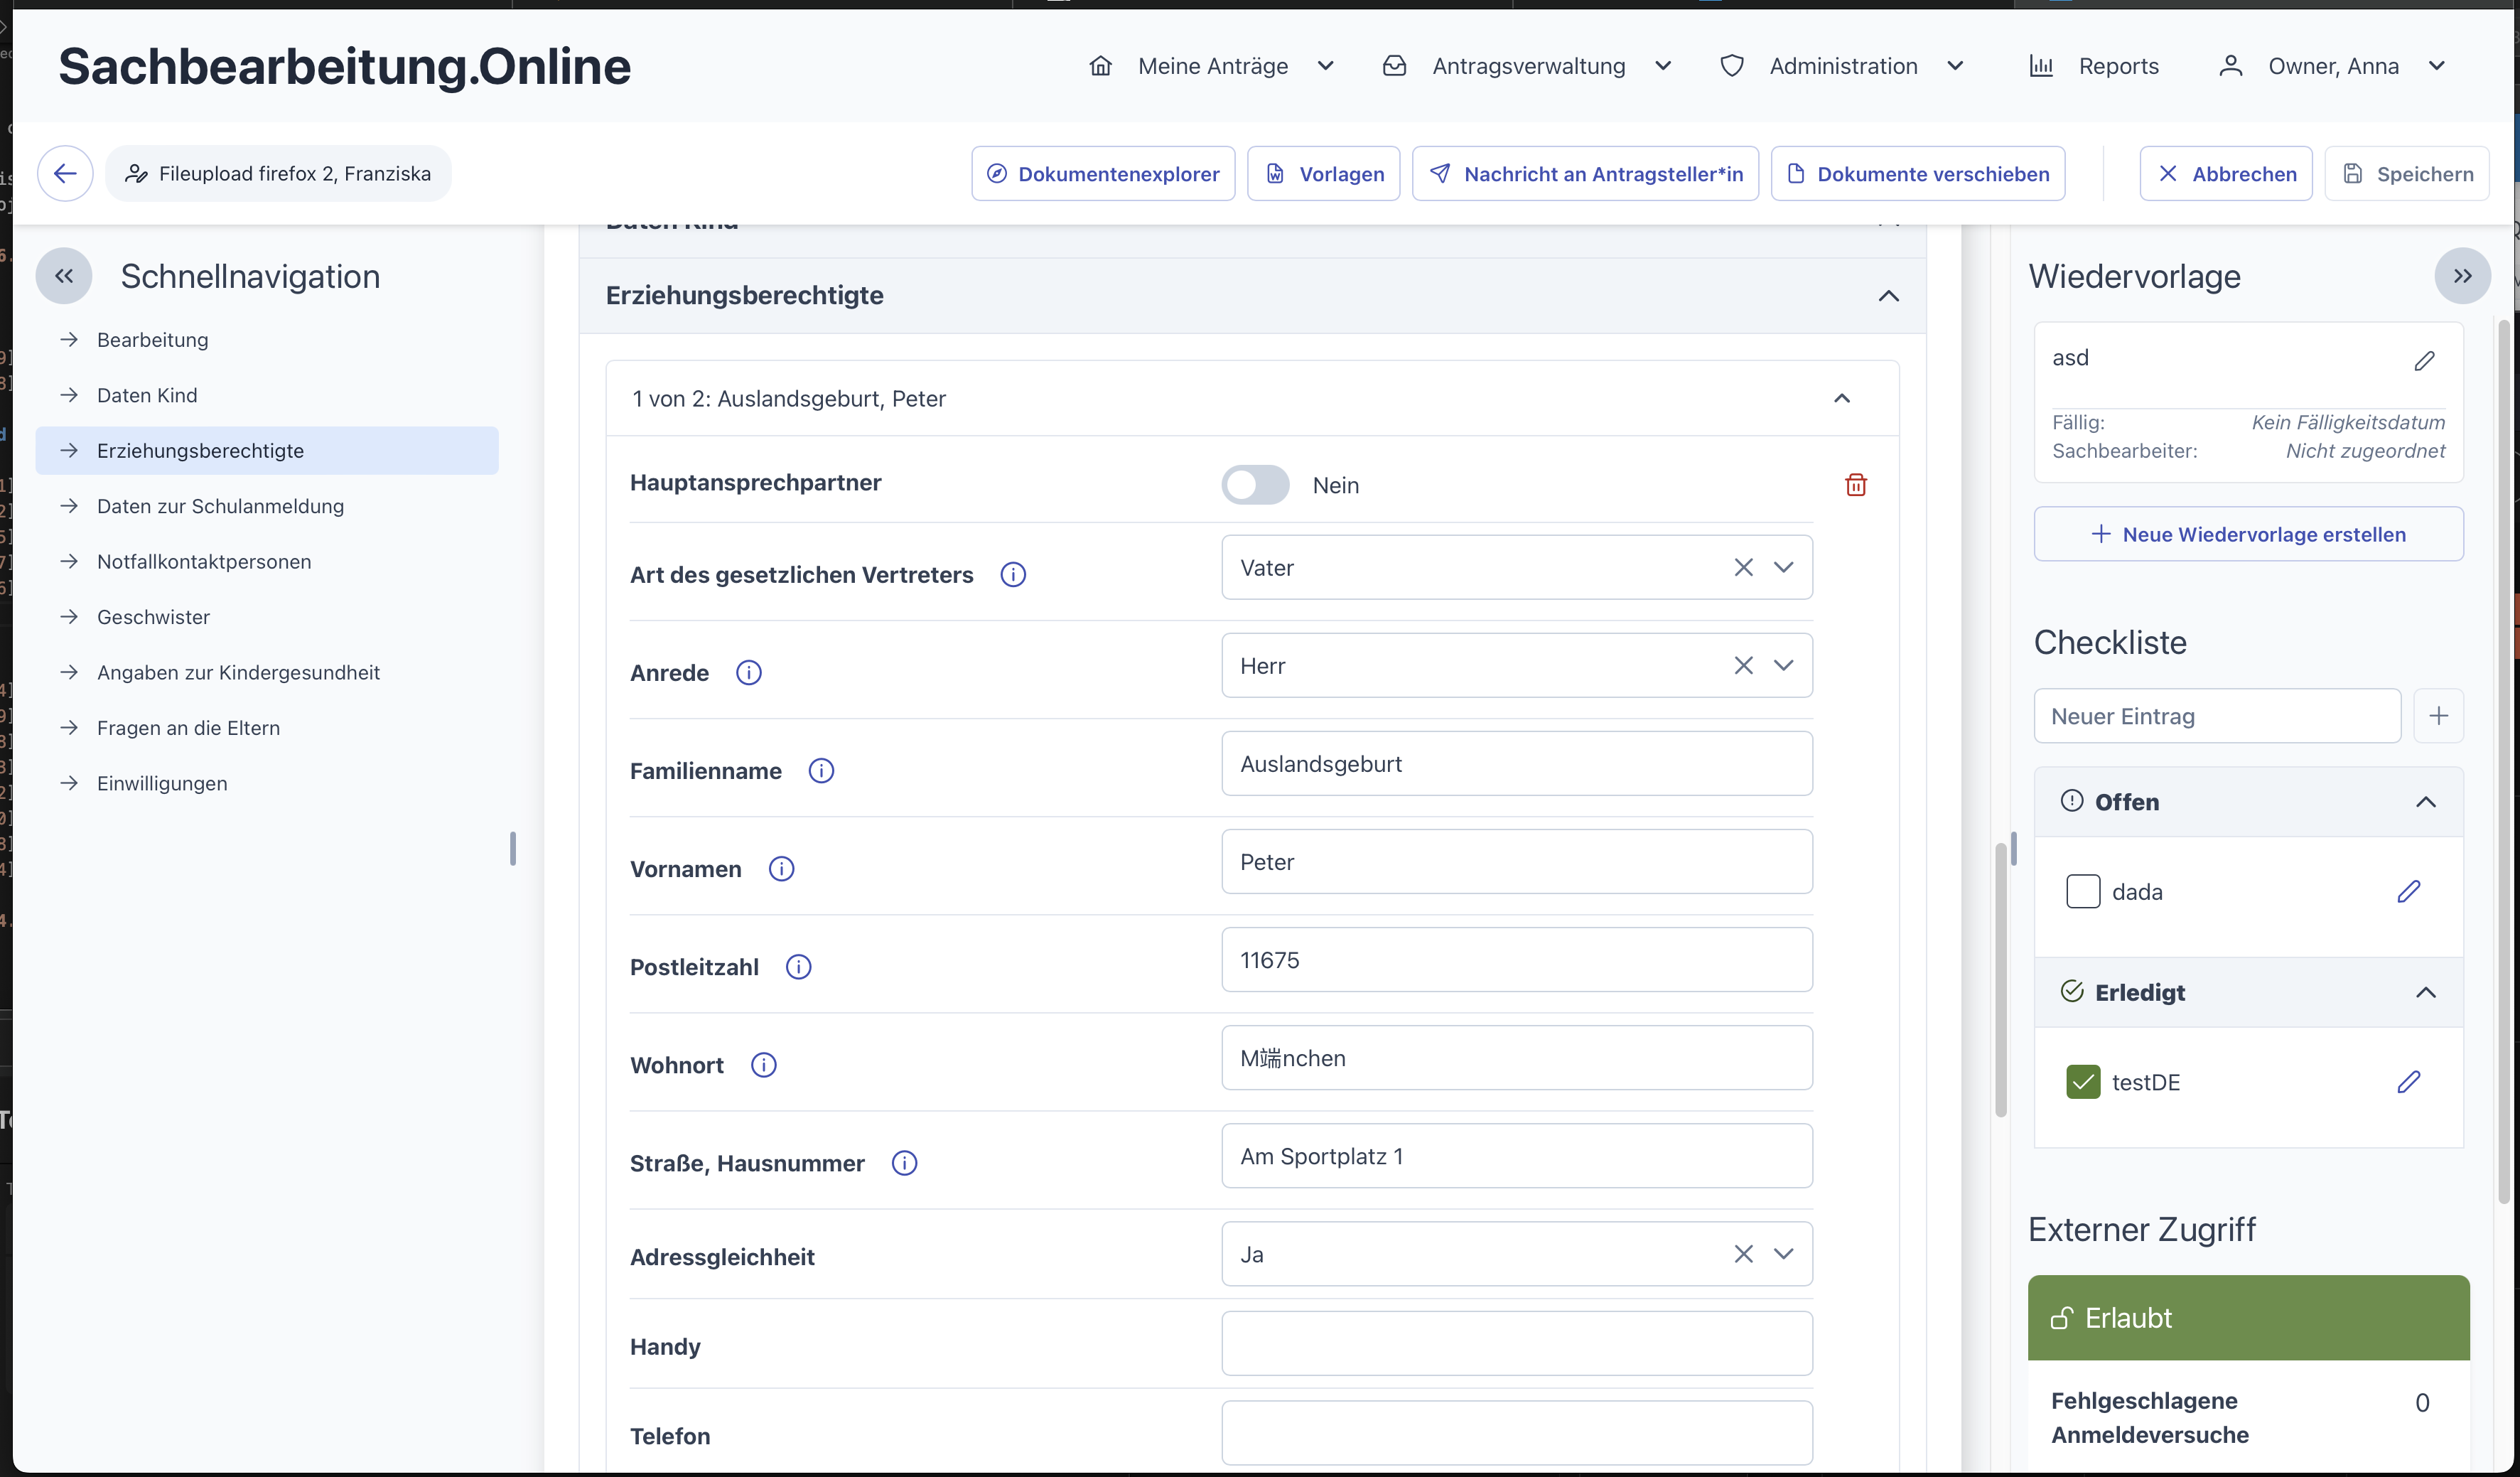 Sachbearbeitung.Online
Meine Anträge
Antragsverwaltung
Administration
Reports
Owner, Anna
Fileupload firefox 2, Franziska
Dokumentenexplorer
Vorlagen
Nachricht an Antragsteller*in
Dokumente verschieben
Abbrechen
Speichern
Schnellnavigation
Bearbeitung
Daten Kind
Erziehungsberechtigte
Daten zur Schulanmeldung
Notfallkontaktpersonen
Geschwister
Angaben zur Kindergesundheit
Fragen an die Eltern
Einwilligungen
Daten Kind
Erziehungsberechtigte
1 von 2: Auslandsgeburt, Peter
Hauptansprechpartner
Nein
Art des gesetzlichen Vertreters
Vater
Anrede
Herr
Familienname
Auslandsgeburt
Vornamen
Peter
Postleitzahl
11675
Wohnort
M端nchen
Straße, Hausnummer
Am Sportplatz 1
Adressgleichheit
Ja
Handy
Telefon
Wiedervorlage
asd
Fällig: Kein Fälligkeitsdatum
Sachbearbeiter: Nicht zugeordnet
Neue Wiedervorlage erstellen
Checkliste
Neuer Eintrag
Offen
dada
Erledigt
testDE
Externer Zugriff
Erlaubt
Fehlgeschlagene 0
Anmeldeversuche